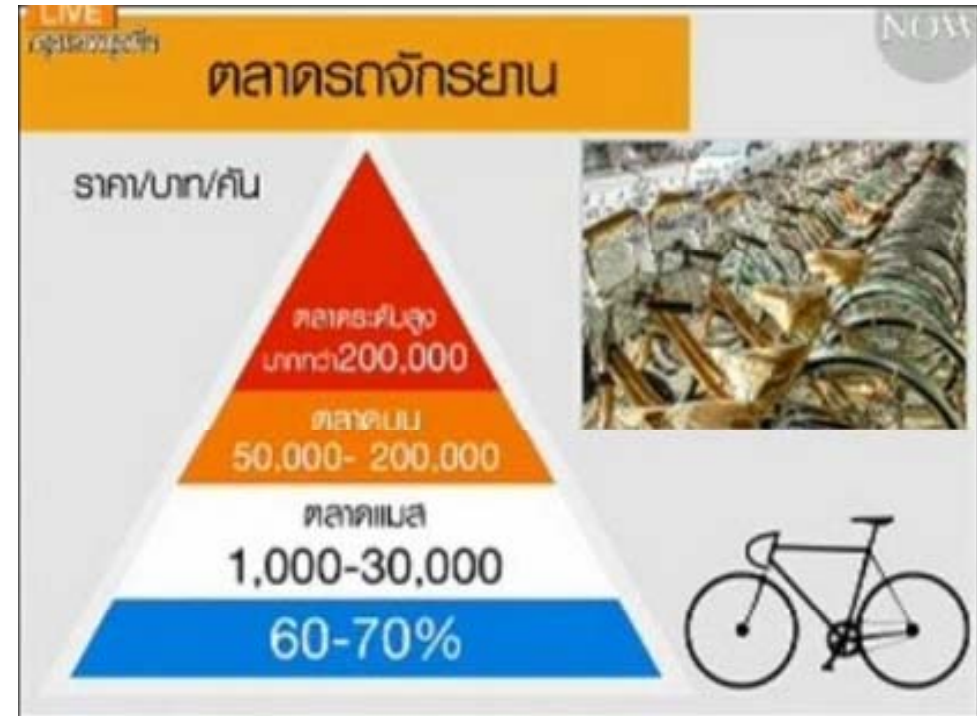 LIVE
NOW
ตลาดรถจักรยาน
ราคา/บาท/คัน
ตลาดระดับสูง
มากกว่า200,000
ตลาดบน
50,000- 200,000
ตลาดแมส
1,000-30,000
60-70%